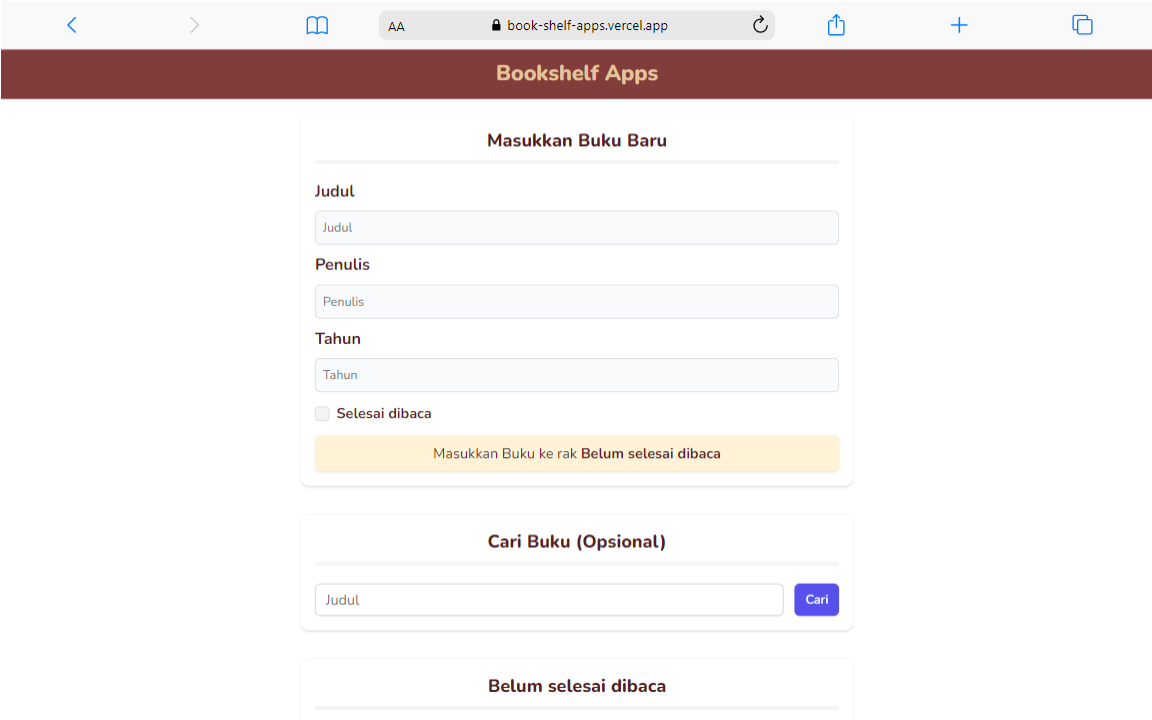 AA book-shelf-apps.vercel.app
Bookshelf Apps
Masukkan Buku Baru
Judul
Judul
Penulis
Penulis
Tahun
Tahun
Selesai dibaca
Masukkan Buku ke rak Belum selesai dibaca
Cari Buku (Opsional)
Judul Cari
Belum selesai dibaca